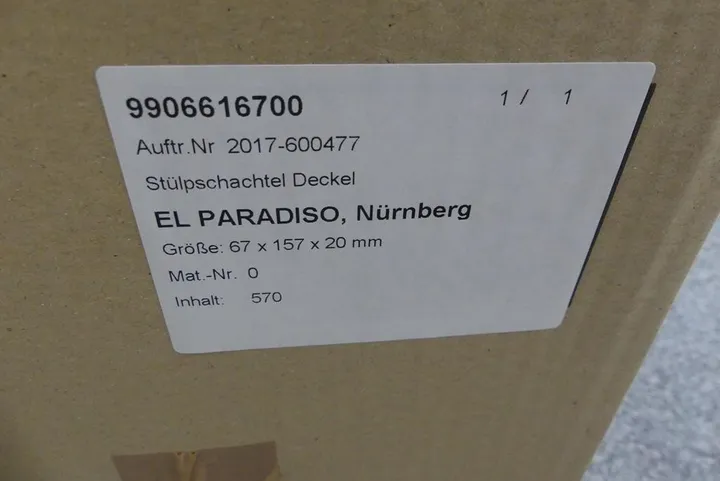 9906616700 1 / 1
Auftr.Nr 2017-600477
Stülpschachtel Deckel
EL PARADISO, Nürnberg
Größe: 67 x 157 x 20 mm
Mat.-Nr. 0
Inhalt: 570